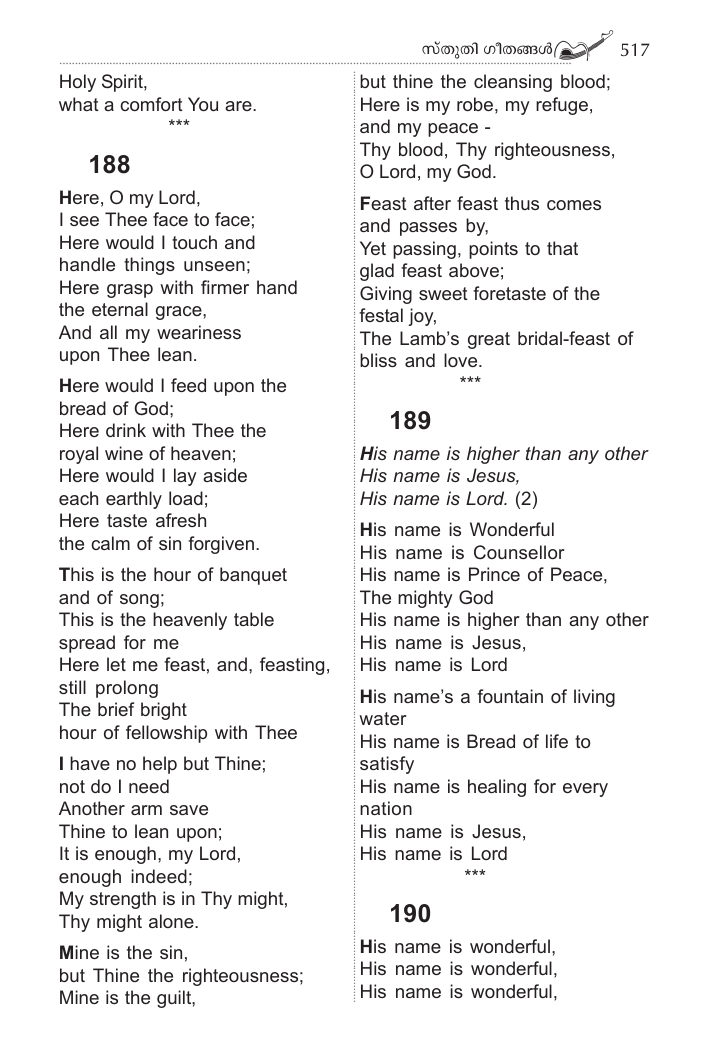 സ്തുതി ഗീതങ്ങൾ 517
Holy Spirit,
what a comfort You are.
***
188
Here, O my Lord,
I see Thee face to face;
Here would I touch and
handle things unseen;
Here grasp with firmer hand
the eternal grace,
And all my weariness
upon Thee lean.
Here would I feed upon the
bread of God;
Here drink with Thee the
royal wine of heaven;
Here would I lay aside
each earthly load;
Here taste afresh
the calm of sin forgiven.
This is the hour of banquet
and of song;
This is the heavenly table
spread for me
Here let me feast, and, feasting,
still prolong
The brief bright
hour of fellowship with Thee
I have no help but Thine;
not do I need
Another arm save
Thine to lean upon;
It is enough, my Lord,
enough indeed;
My strength is in Thy might,
Thy might alone.
Mine is the sin,
but Thine the righteousness;
Mine is the guilt,
but thine the cleansing blood;
Here is my robe, my refuge,
and my peace -
Thy blood, Thy righteousness,
O Lord, my God.
Feast after feast thus comes
and passes by,
Yet passing, points to that
glad feast above;
Giving sweet foretaste of the
festal joy,
The Lamb's great bridal-feast of
bliss and love.
***
189
His name is higher than any other
His name is Jesus,
His name is Lord. (2)
His name is Wonderful
His name is Counsellor
His name is Prince of Peace,
The mighty God
His name is higher than any other
His name is Jesus,
His name is Lord
His name's a fountain of living
water
His name is Bread of life to
satisfy
His name is healing for every
nation
His name is Jesus,
His name is Lord
***
190
His name is wonderful,
His name is wonderful,
His name is wonderful,